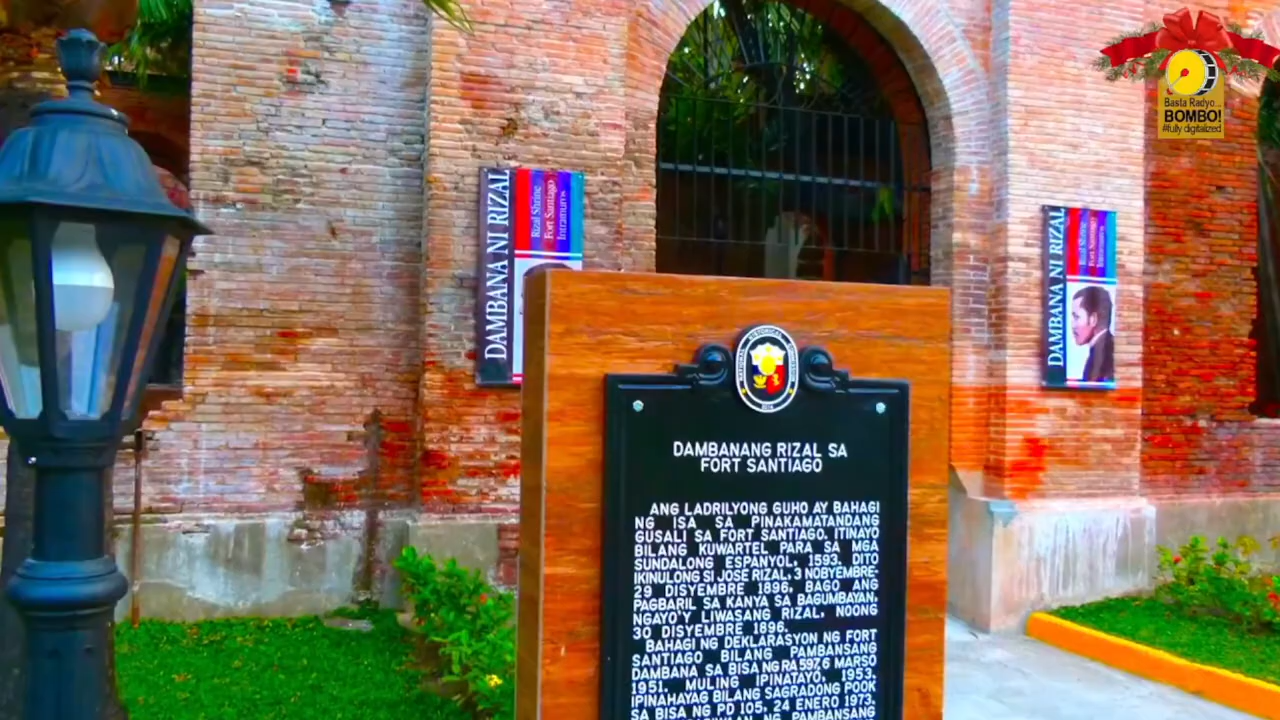 Basta Radyo...
BOMBO!
#fully digitalized
DAMBANA NI RIZAL
Rizal Shrine
Fort Santiago
Intramuros
DAMBANA NI RIZAL
Rizal Shrine
Fort Santiago
Intramuros
DAMBANANG RIZAL SA
FORT SANTIAGO
ANG LADRILYONG GUHO AY BAHAGI
NG ISA SA PINAKAMATANDANG
GUSALI SA FORT SANTIAGO. ITINAYO
BILANG KUWARTEL PARA SA MGA
SUNDALONG ESPANYOL, 1593. DITO
IKINULONG SI JOSE RIZAL, 3 NOBYEMBRE-
29 DISYEMBRE 1896, BAGO ANG
PAGBARIL SA KANYA SA BAGUMBAYAN,
NGAYO'Y LIWASANG RIZAL, NOONG
30 DISYEMBRE 1896.
BAHAGI NG DEKLARASYON NG FORT
SANTIAGO BILANG PAMBANSANG
DAMBANA SA BISA NG RA 597, 6 MARSO
1951. MULING IPINATAYO, 1953.
IPINAHAYAG BILANG SAGRADONG POOK
SA BISA NG PD 105, 24 ENERO 1973.
NG PAMBANSANG